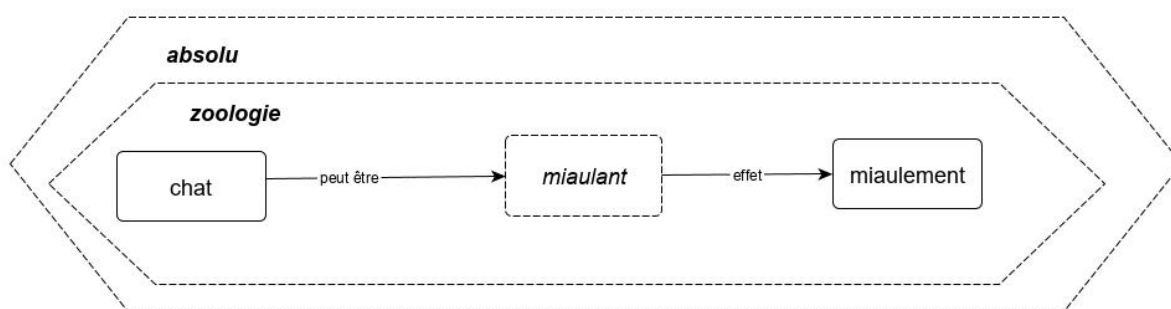 absolu
zoologie
chat
peut être
miaulant
effet
miaulement